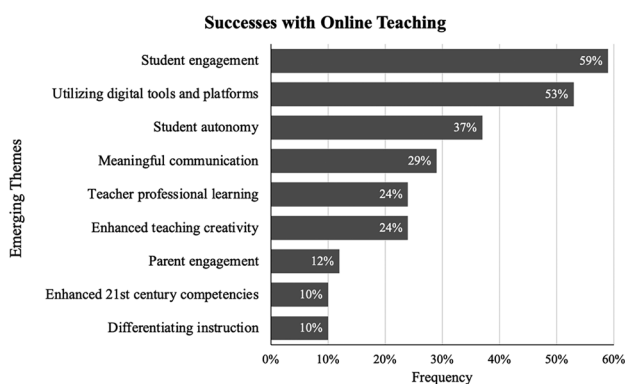 Successes with Online Teaching
Emerging Themes
Student engagement 59%
Utilizing digital tools and platforms 53%
Student autonomy 37%
Meaningful communication 29%
Teacher professional learning 24%
Enhanced teaching creativity 24%
Parent engagement 12%
Enhanced 21st century competencies 10%
Differentiating instruction 10%
0% 10% 20% 30% 40% 50% 60%
Frequency